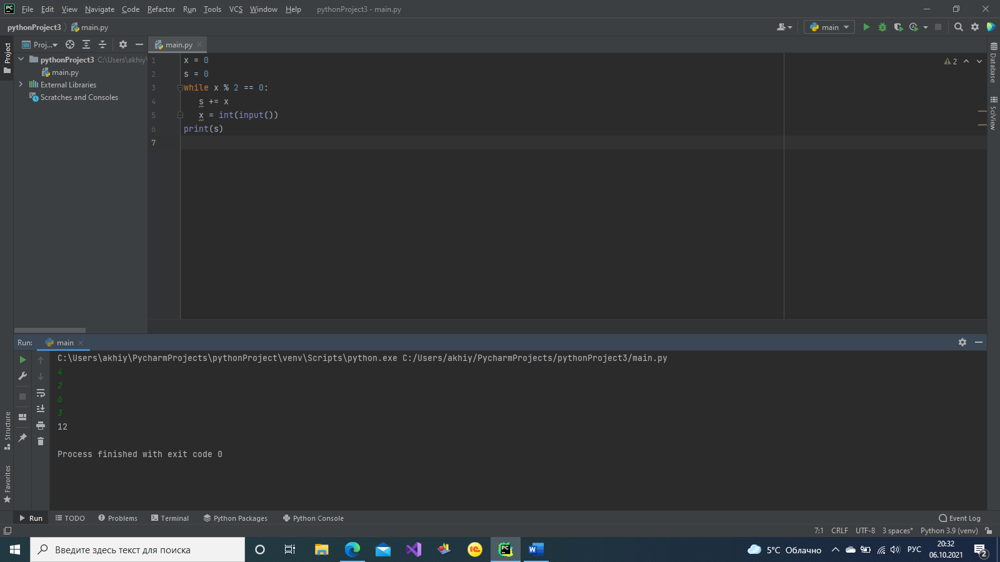 PC File Edit View Navigate Code Refactor Run Tools VCS Window Help pythonProject3 - main.py
pythonProject3 main.py main
Project Proj... main.py
pythonProject3 C:\Users\akhiy\
main.py
External Libraries
Scratches and Consoles
1 x = 0
2 s = 0
3 while x % 2 == 0:
4 s += x
5 x = int(input())
6 print(s)
7
2
Database
SciView
Run: main
C:\Users\akhiy\PycharmProjects\pythonProject\venv\Scripts\python.exe C:/Users/akhiy/PycharmProjects/pythonProject3/main.py
4
2
6
3
12
Process finished with exit code 0
Structure
Favorites
Run TODO Problems Terminal Python Packages Python Console Event Log
7:1 CRLF UTF-8 3 spaces* Python 3.9 (venv)
Введите здесь текст для поиска 1С PC W 5°C Облачно РУС 20:32
06.10.2021 2